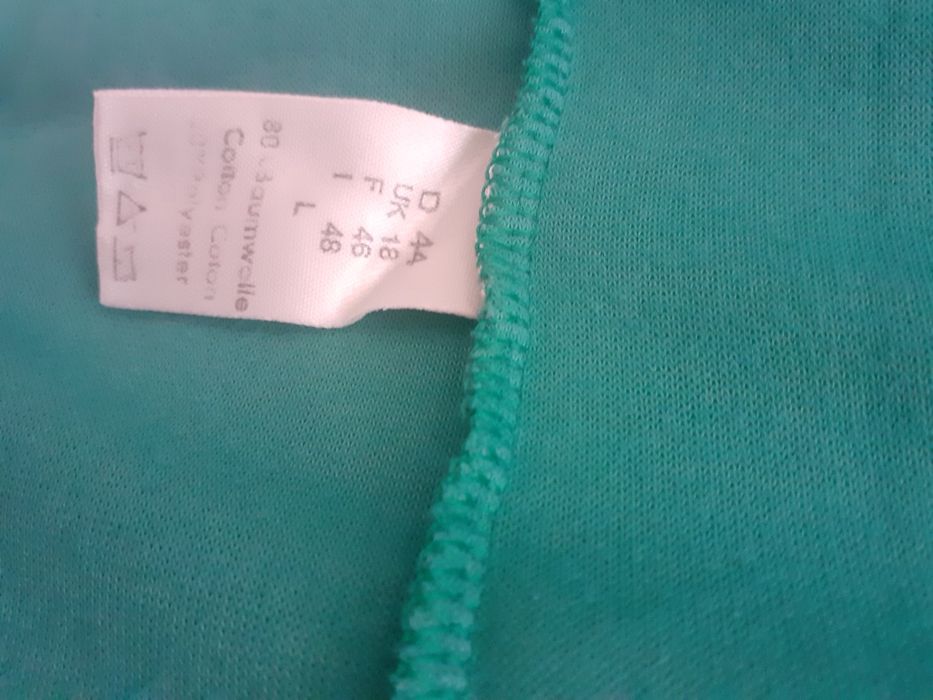 D 44
UK 18
F 46
I 48
L
80 Baumwolle
Cotton Coton